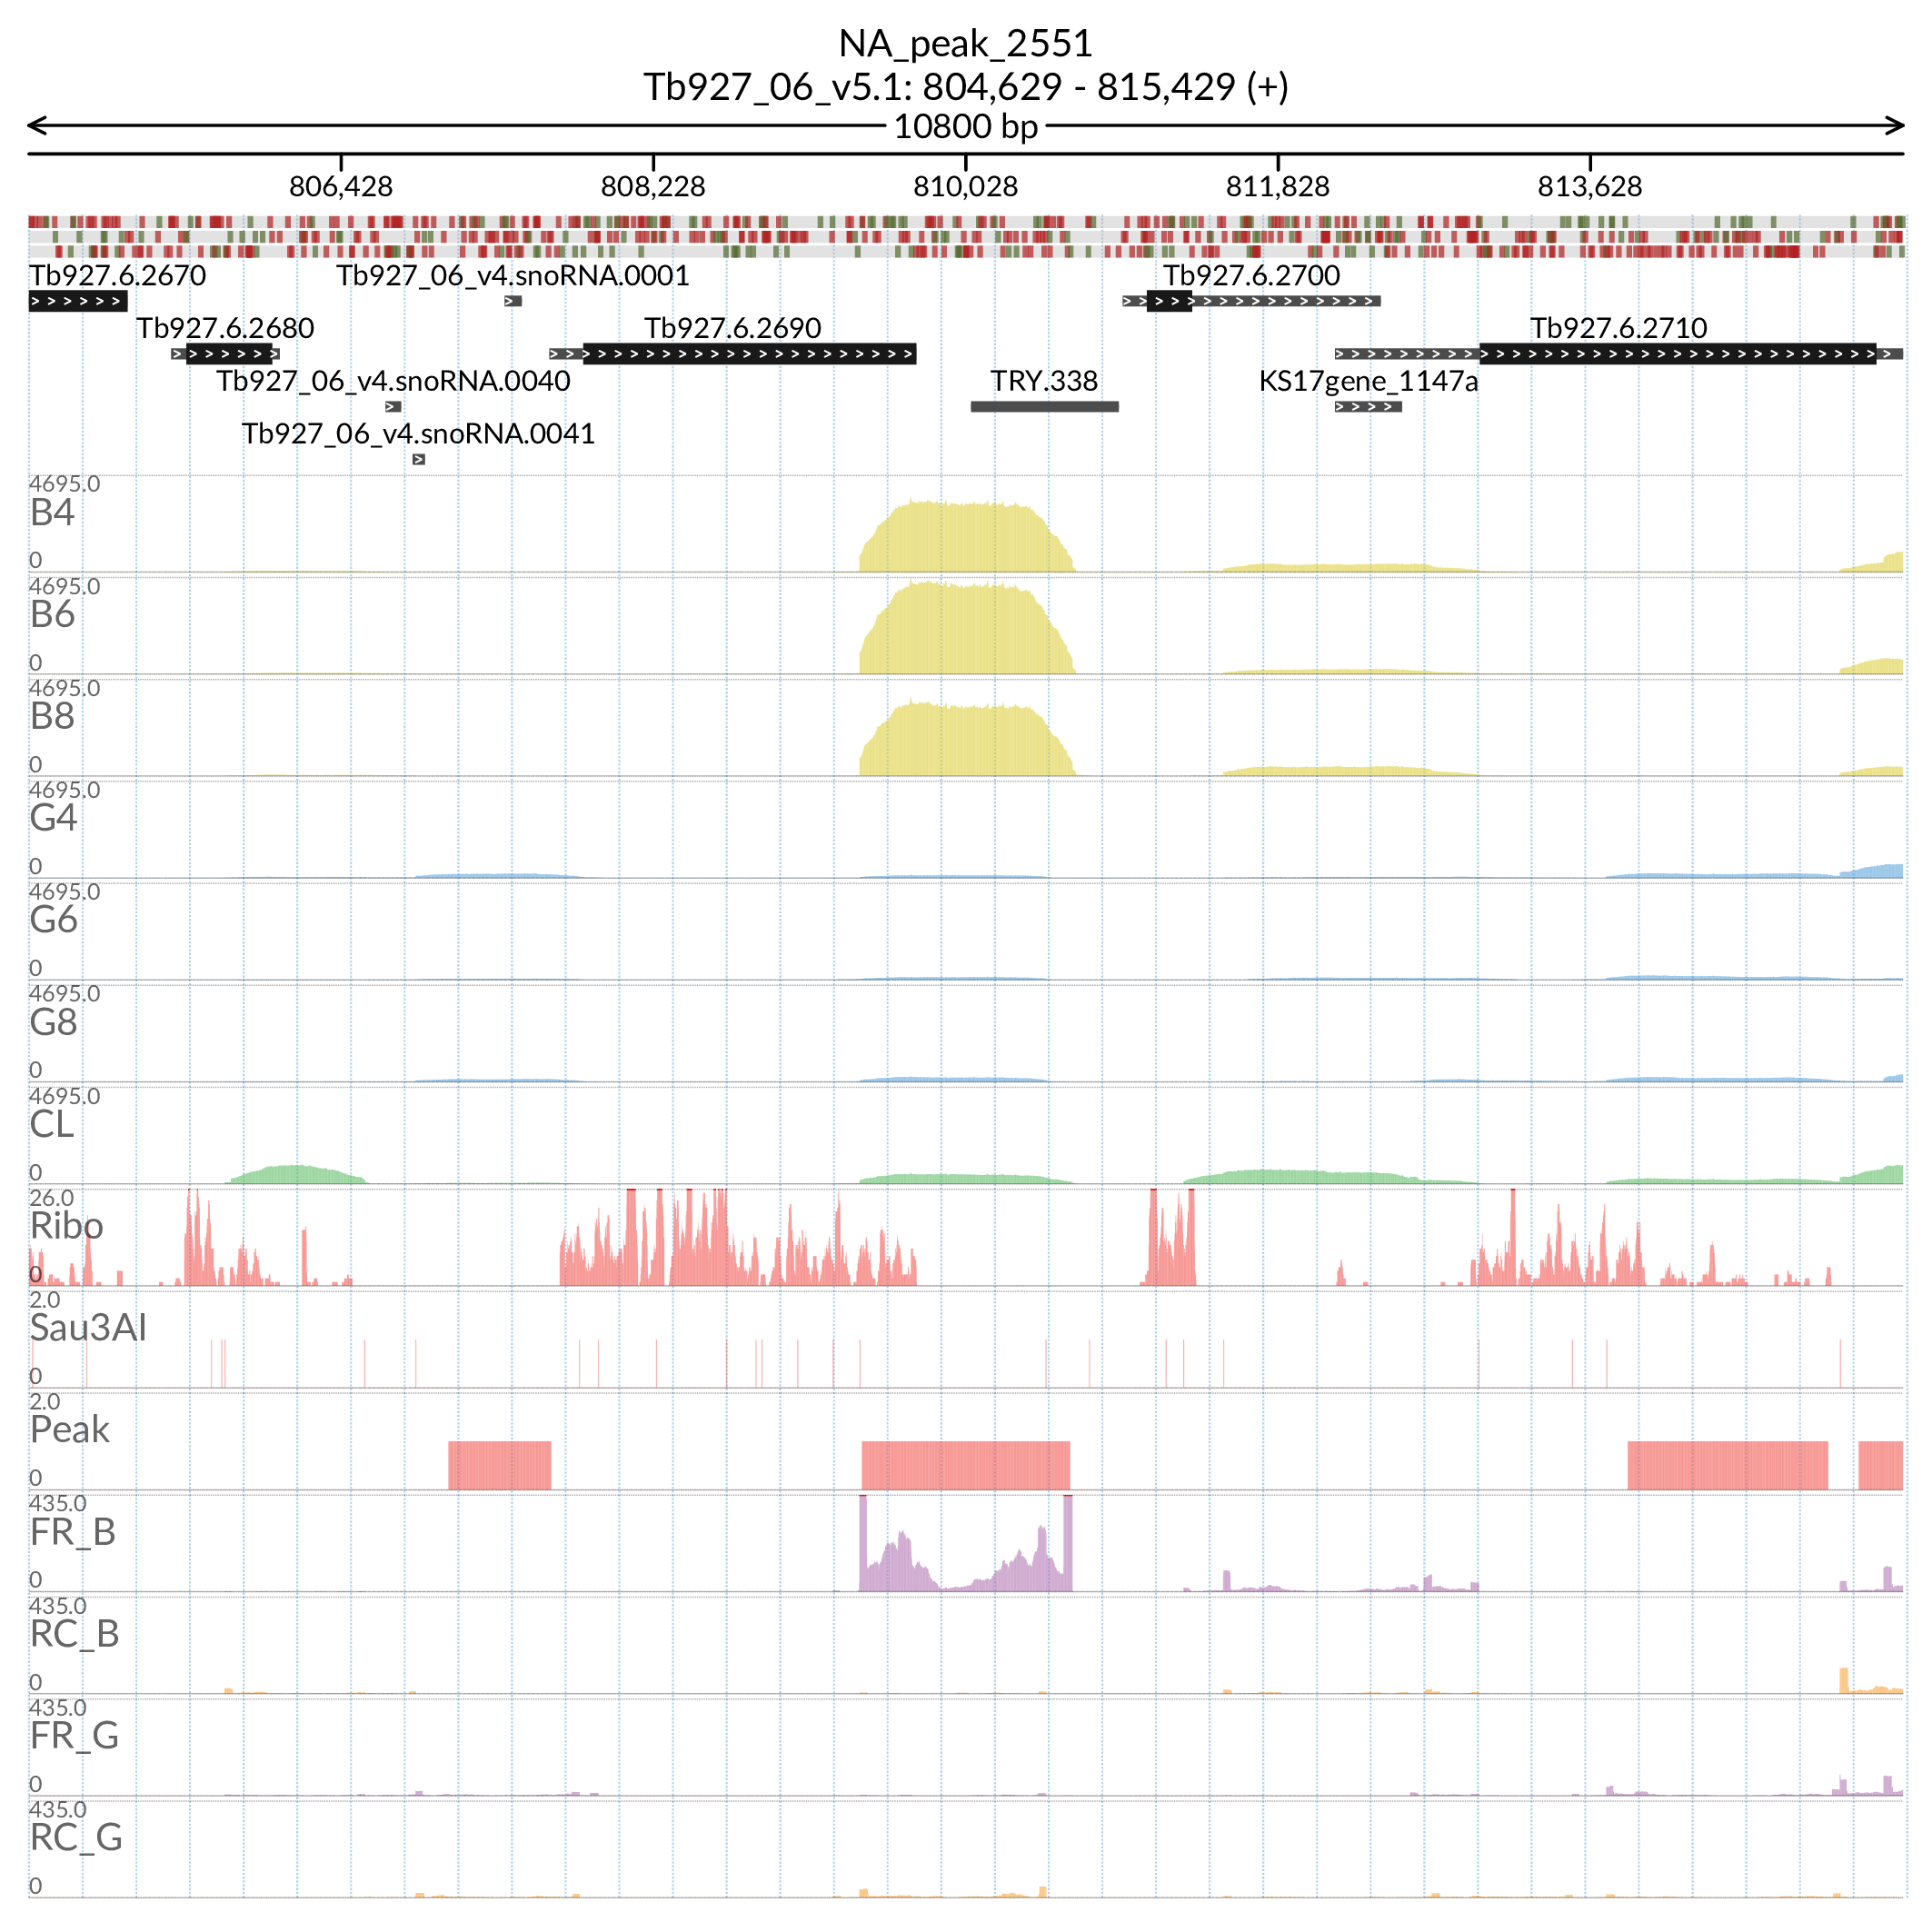 NA_peak_2551
Tb927_06_v5.1: 804,629 - 815,429 (+)
10800 bp
806,428 808,228 810,028 811,828 813,628
Tb927.6.2670 Tb927_06_v4.snoRNA.0001 Tb927.6.2700
Tb927.6.2680 Tb927.6.2690 Tb927.6.2710
Tb927_06_v4.snoRNA.0040 TRY.338 KS17gene_1147a
Tb927_06_v4.snoRNA.0041
4695.0
B4
0
4695.0
B6
0
4695.0
B8
0
4695.0
G4
0
4695.0
G6
0
4695.0
G8
0
4695.0
CL
0
26.0
Ribo
0
2.0
Sau3AI
0
2.0
Peak
0
435.0
FR_B
0
435.0
RC_B
0
435.0
FR_G
0
435.0
RC_G
0